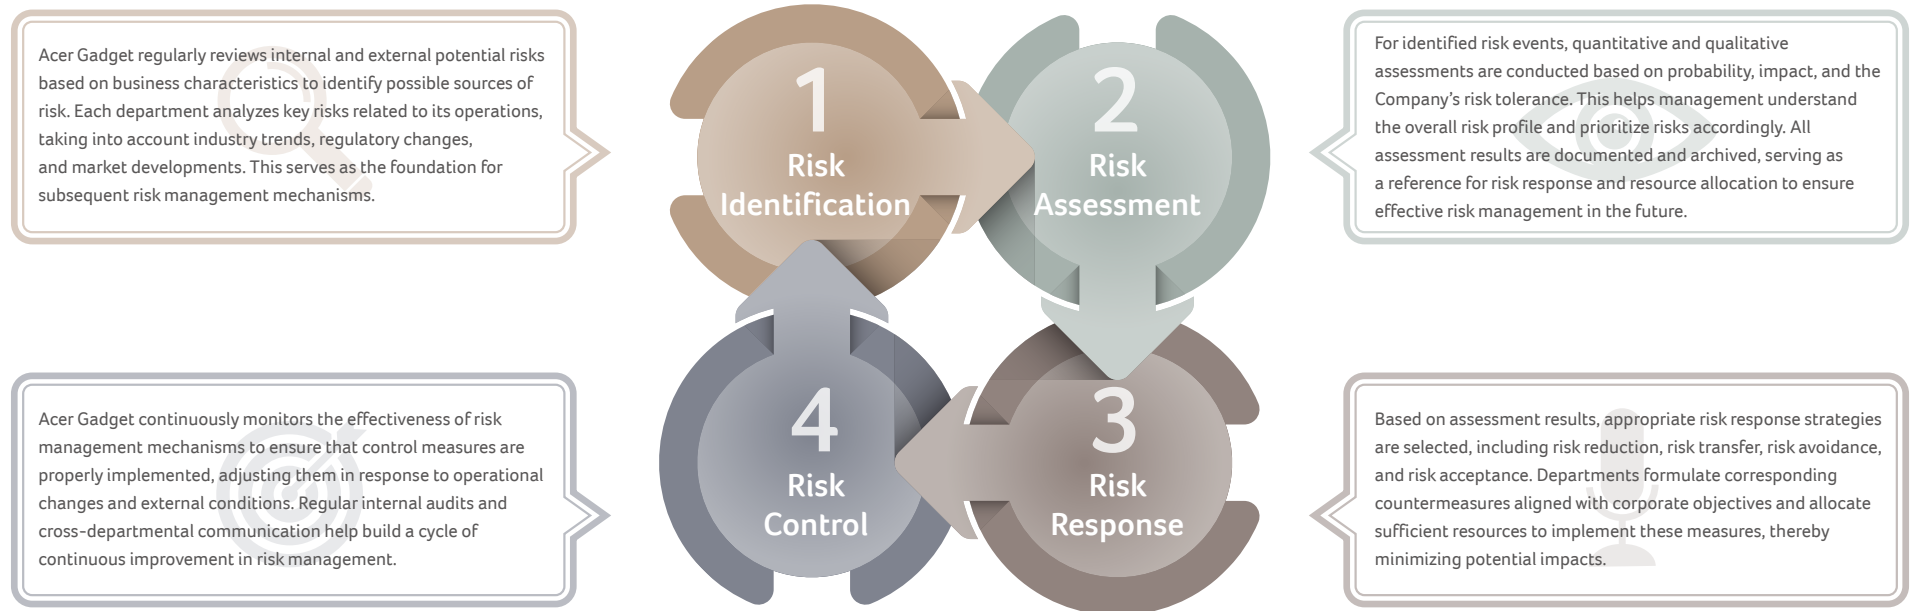 Acer Gadget regularly reviews internal and external potential risks
based on business characteristics to identify possible sources of
risk. Each department analyzes key risks related to its operations,
taking into account industry trends, regulatory changes,
and market developments. This serves as the foundation for
subsequent risk management mechanisms.
1
Risk
Identification
2
Risk
Assessment
For identified risk events, quantitative and qualitative
assessments are conducted based on probability, impact, and the
Company's risk tolerance. This helps management understand
the overall risk profile and prioritize risks accordingly. All
assessment results are documented and archived, serving as
a reference for risk response and resource allocation to ensure
effective risk management in the future.
Acer Gadget continuously monitors the effectiveness of risk
management mechanisms to ensure that control measures are
properly implemented, adjusting them in response to operational
changes and external conditions. Regular internal audits and
cross-departmental communication help build a cycle of
continuous improvement in risk management.
4
Risk
Control
3
Risk
Response
Based on assessment results, appropriate risk response strategies
are selected, including risk reduction, risk transfer, risk avoidance,
and risk acceptance. Departments formulate corresponding
countermeasures aligned with corporate objectives and allocate
sufficient resources to implement these measures, thereby
minimizing potential impacts.